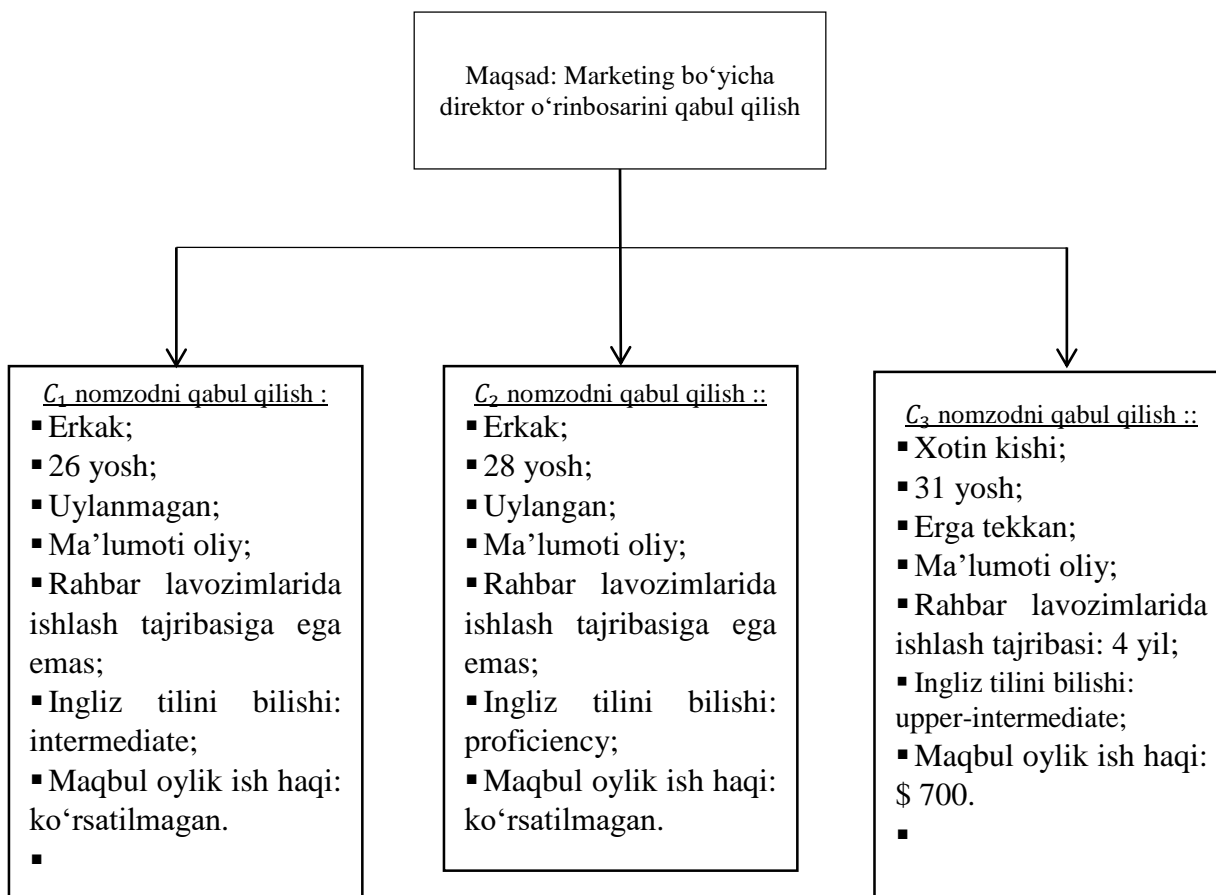 Maqsad: Marketing bo‘yicha
direktor o‘rinbosarini qabul qilish
C₁ nomzodni qabul qilish :
▪ Erkak;
▪ 26 yosh;
▪ Uylanmagan;
▪ Ma’lumoti oliy;
▪ Rahbar lavozimlarida
ishlash tajribasiga ega
emas;
▪ Ingliz tilini bilishi:
intermediate;
▪ Maqbul oylik ish haqi:
ko‘rsatilmagan.
▪
C₂ nomzodni qabul qilish ::
▪ Erkak;
▪ 28 yosh;
▪ Uylangan;
▪ Ma’lumoti oliy;
▪ Rahbar lavozimlarida
ishlash tajribasiga ega
emas;
▪ Ingliz tilini bilishi:
proficiency;
▪ Maqbul oylik ish haqi:
ko‘rsatilmagan.
C₃ nomzodni qabul qilish ::
▪ Xotin kishi;
▪ 31 yosh;
▪ Erga tekkan;
▪ Ma’lumoti oliy;
▪ Rahbar lavozimlarida
ishlash tajribasi: 4 yil;
▪ Ingliz tilini bilishi:
upper-intermediate;
▪ Maqbul oylik ish haqi:
$ 700.
▪